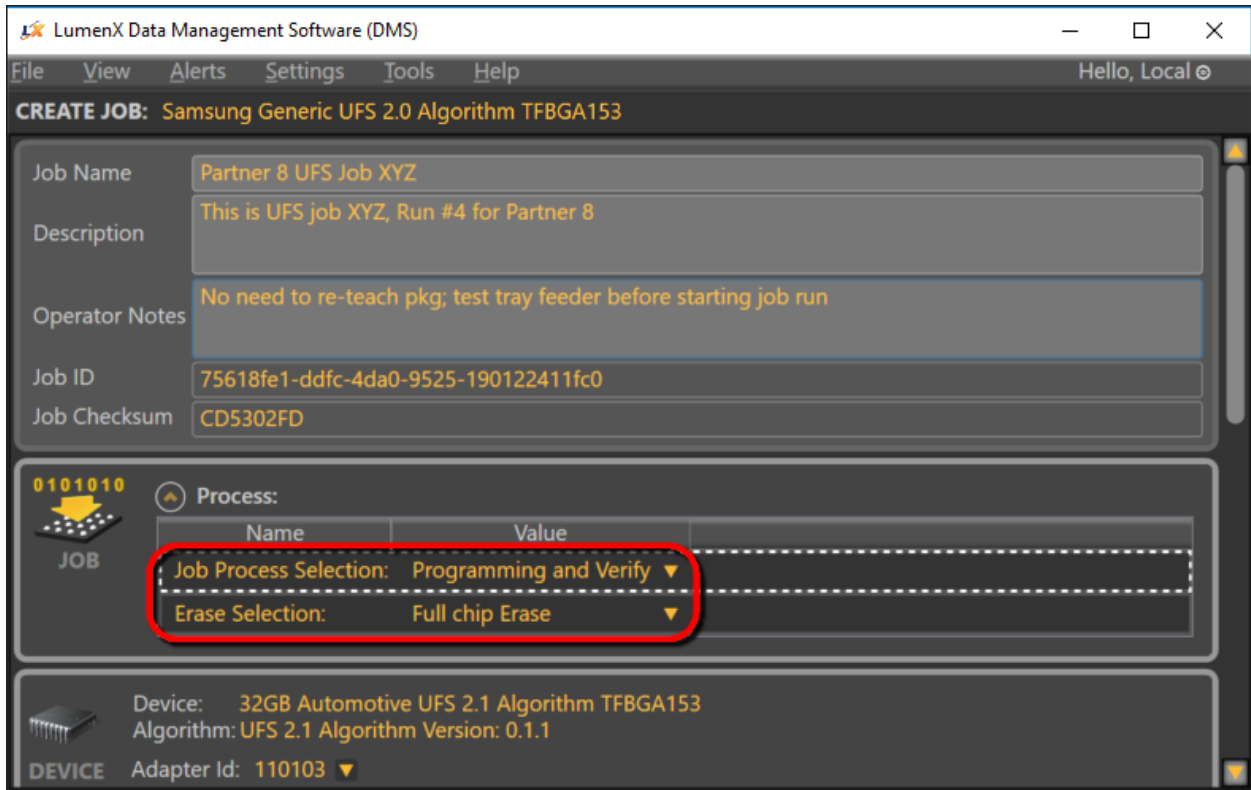 LumenX Data Management Software (DMS)
File View Alerts Settings Tools Help Hello, Local
CREATE JOB: Samsung Generic UFS 2.0 Algorithm TFBGA153
Job Name Partner 8 UFS Job XYZ
Description This is UFS job XYZ, Run #4 for Partner 8
Operator Notes No need to re-teach pkg; test tray feeder before starting job run
Job ID 75618fe1-ddfc-4da0-9525-190122411fc0
Job Checksum CD5302FD
0101010
JOB
Process:
Name Value
Job Process Selection: Programming and Verify
Erase Selection: Full chip Erase
Device: 32GB Automotive UFS 2.1 Algorithm TFBGA153
Algorithm: UFS 2.1 Algorithm Version: 0.1.1
DEVICE Adapter Id: 110103